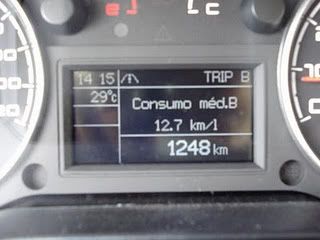 14 15 TRIP B
29°c
Consumo méd.B
12.7 km/l
1248 km